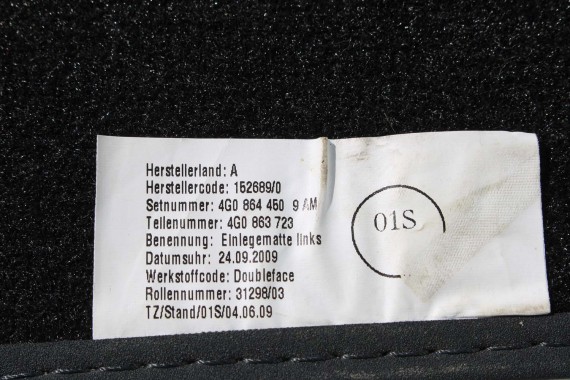 Herstellerland: A
Herstellercode: 152689/0
Setnummer: 4G0 864 450 9 AM
Teilenummer: 4G0 863 723
Benennung: Einlegematte links
Datumsuhr: 24.09.2009
Werkstoffcode: Doubleface
Rollennummer: 31298/03
TZ/Stand/01S/04.06.09
01S